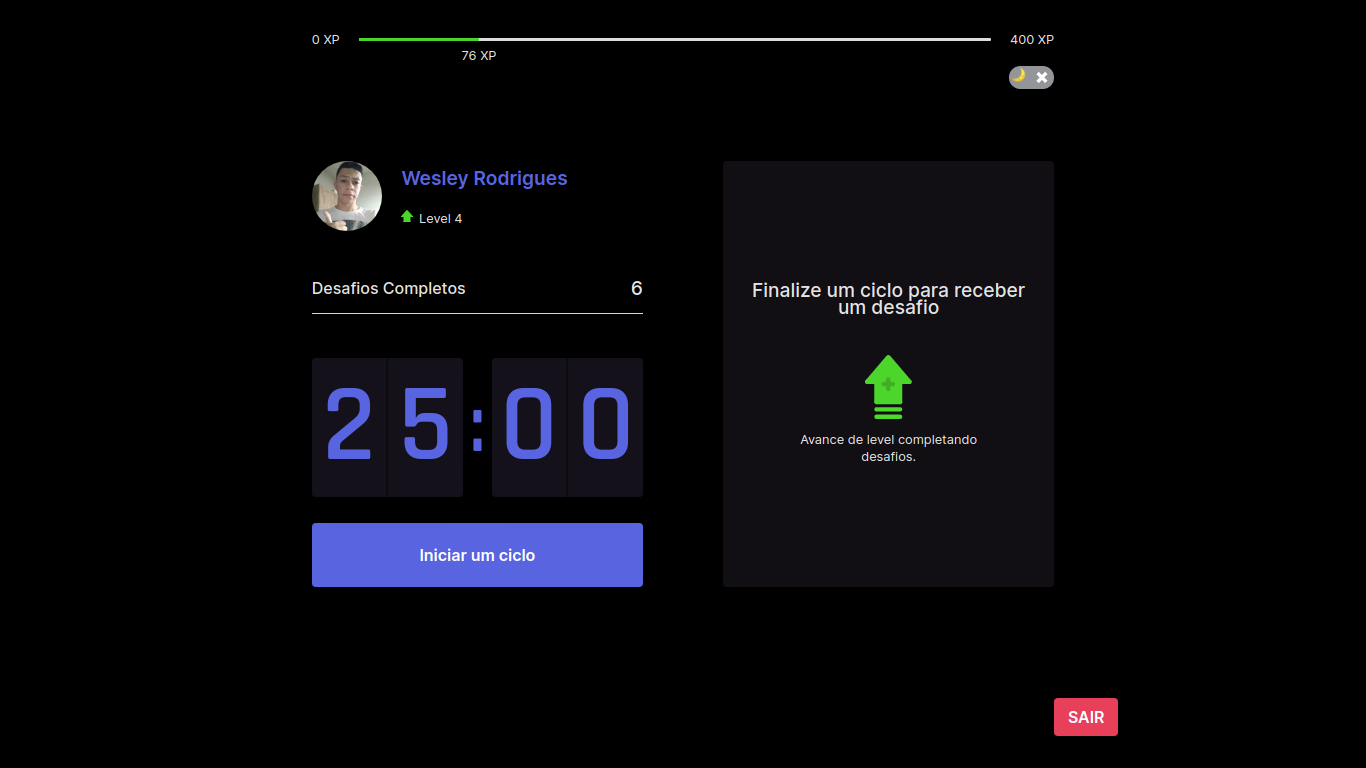 0 XP
400 XP
76 XP
Wesley Rodrigues
Level 4
Desafios Completos 6
25:00
Iniciar um ciclo
Finalize um ciclo para receber
um desafio
Avance de level completando
desafios.
SAIR